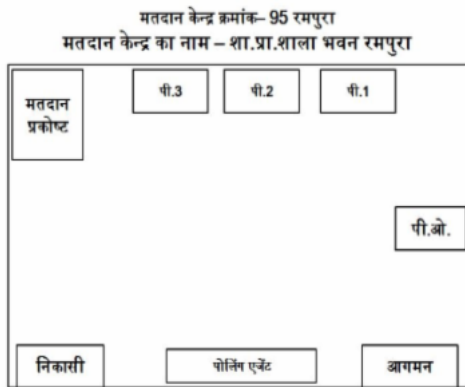 मतदान केन्द्र क्रमांक– 95 रमपुरा
मतदान केन्द्र का नाम – शा.प्रा.शाला भवन रमपुरा
मतदान
प्रकोष्ट
पी.3
पी.2
पी.1
पी.ओ.
निकासी
पोलिंग एजेंट
आगमन